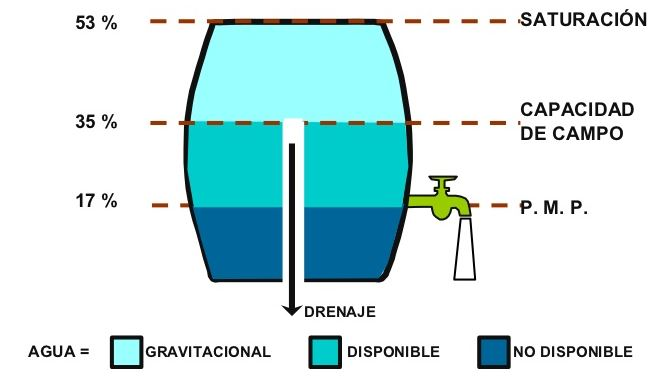 53 %
SATURACIÓN
35 %
CAPACIDAD
DE CAMPO
17 %
P. M. P.
DRENAJE
AGUA = GRAVITACIONAL DISPONIBLE NO DISPONIBLE